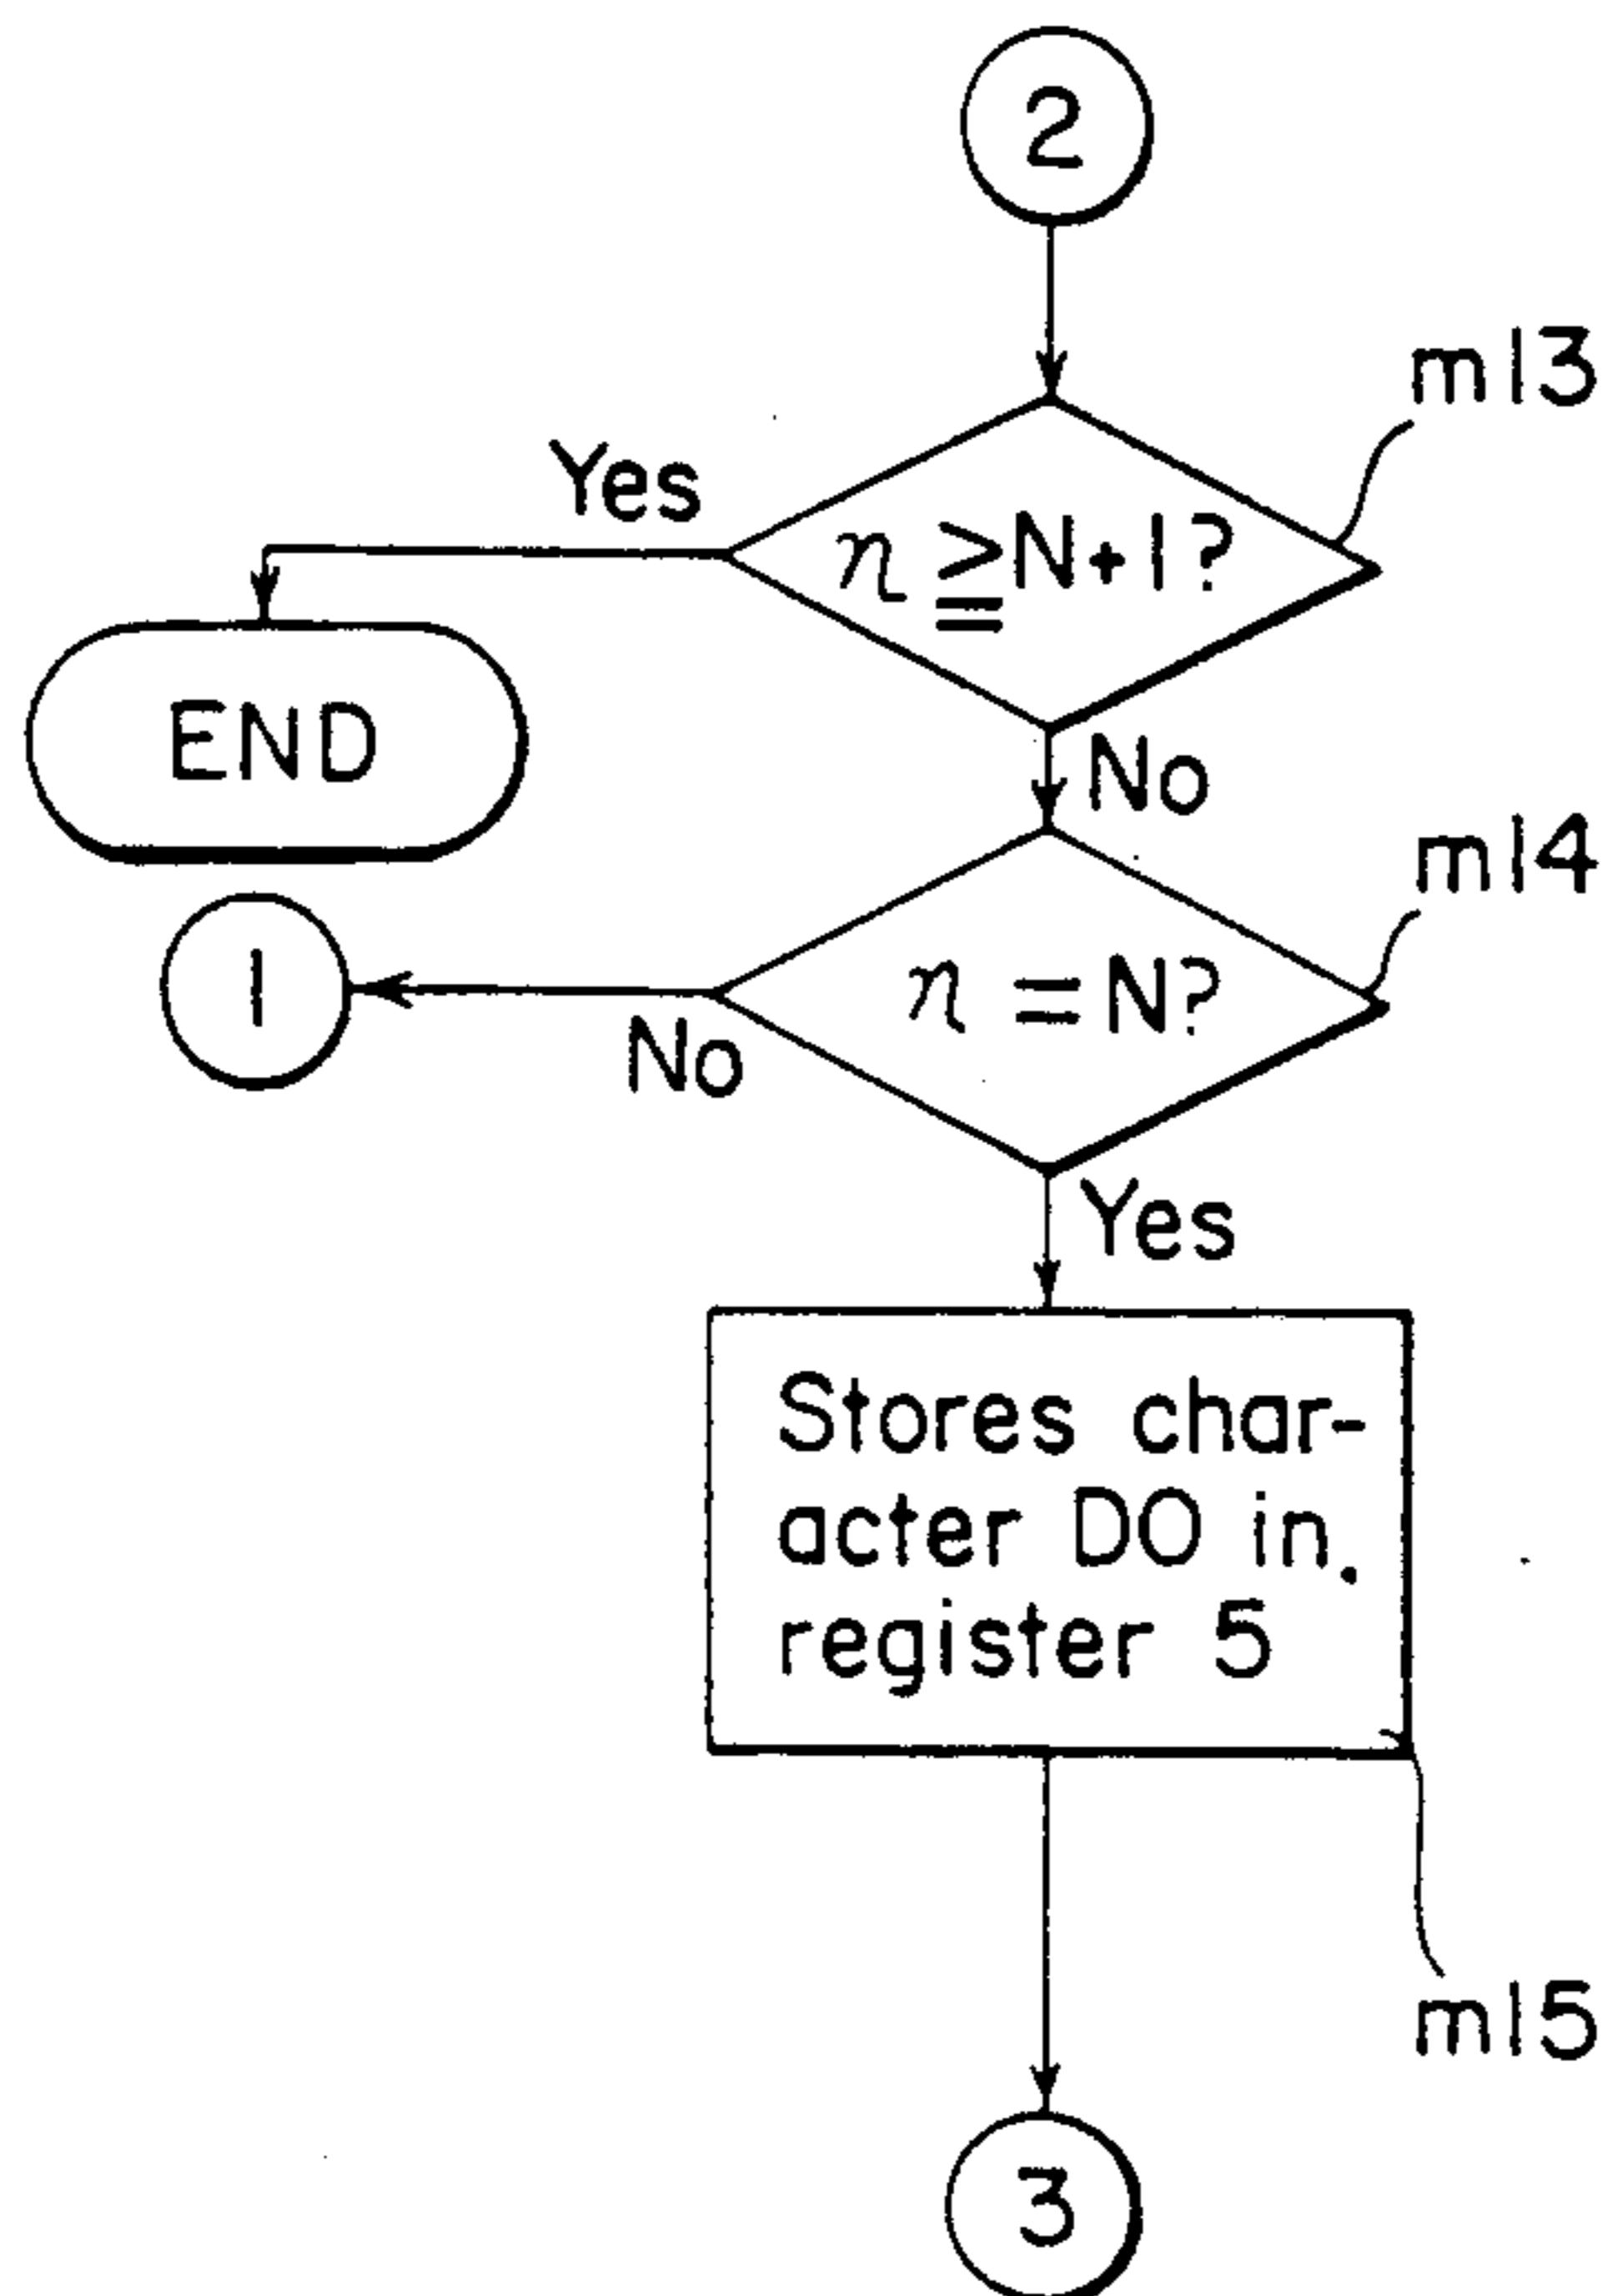 2
m13
Yes
n ≧ N+1?
END
No
m14
1
n = N?
No
Yes
Stores char-
acter DO in.
register 5
m15
3